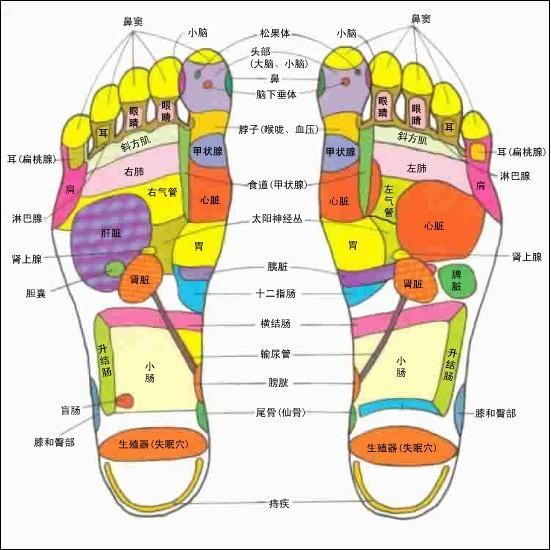 鼻窦
鼻窦
小脑
松果体
小脑
头部
(大脑、小脑)
鼻
脑下垂体
眼睛
眼睛
眼睛
眼睛
耳
耳
脖子(喉咙、血压)
斜方肌
斜方肌
甲状腺
甲状腺
耳(扁桃腺)
耳(扁桃腺)
右肺
左肺
肩
肩
食道(甲状腺)
右气管
左气管
淋巴腺
淋巴腺
心脏
心脏
心脏
太阳神经丛
肝脏
胃
胃
肾上腺
肾上腺
胰脏
肾脏
肾脏
脾脏
胆囊
十二指肠
横结肠
升结肠
升结肠
小肠
小肠
输尿管
膀胱
盲肠
尾骨(仙骨)
膝和臀部
膝和臀部
生殖器(失眠穴)
生殖器(失眠穴)
痔疾